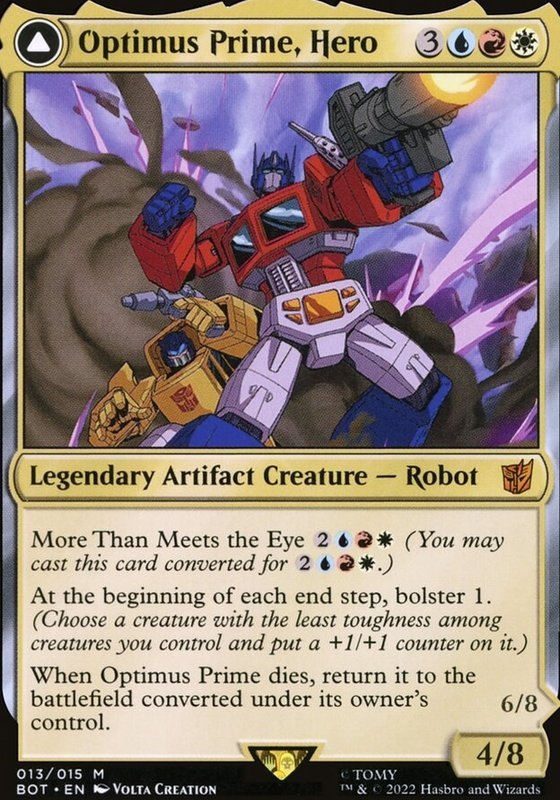 Optimus Prime, Hero 3
Legendary Artifact Creature — Robot
More Than Meets the Eye 2 (You may
cast this card converted for 2 .)
At the beginning of each end step, bolster 1.
(Choose a creature with the least toughness among
creatures you control and put a +1/+1 counter on it.)
When Optimus Prime dies, return it to the
battlefield converted under its owner's
control.
6/8
4/8
013/015 M
BOT • EN Volta Creation
© TOMY
™ & © 2022 Hasbro and Wizards